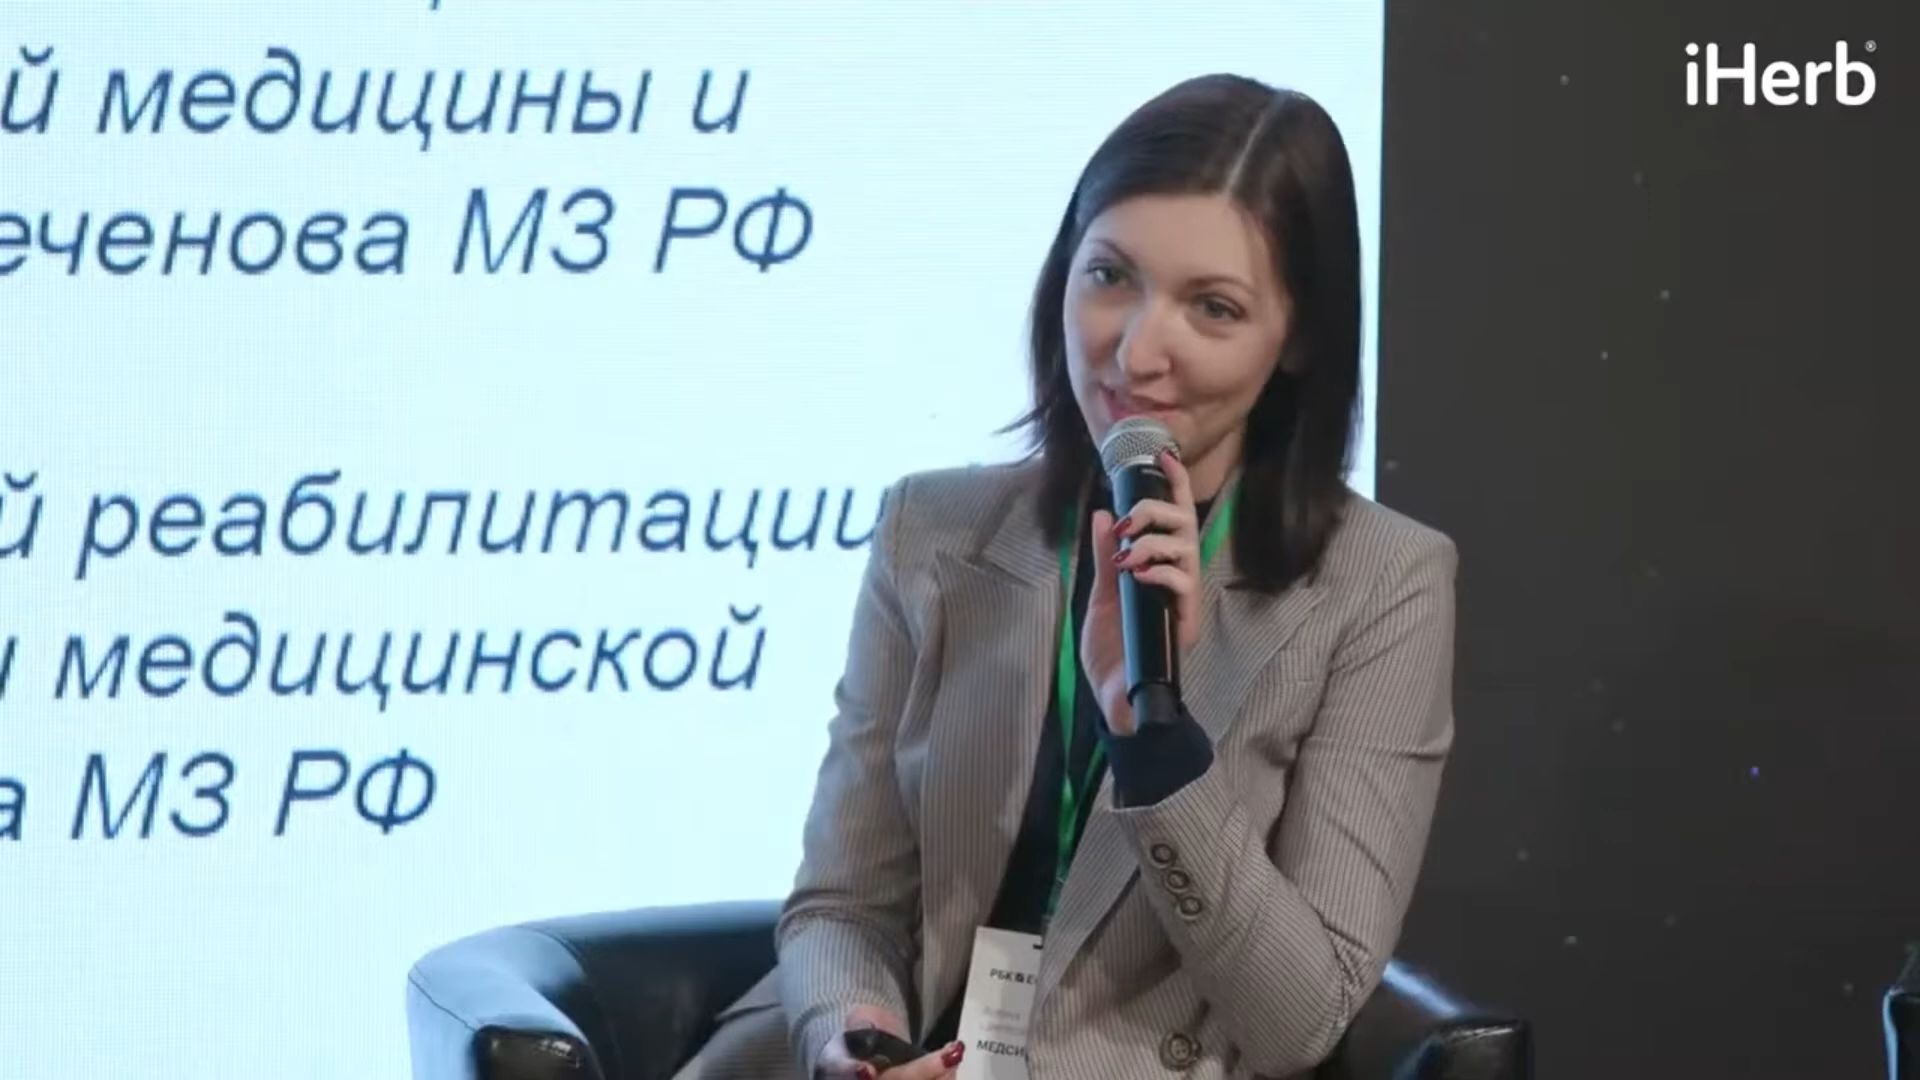 й медицины и
еченова МЗ РФ
й реабилитации
и медицинской
а МЗ РФ
iHerb®
РБК
МЕДСИ